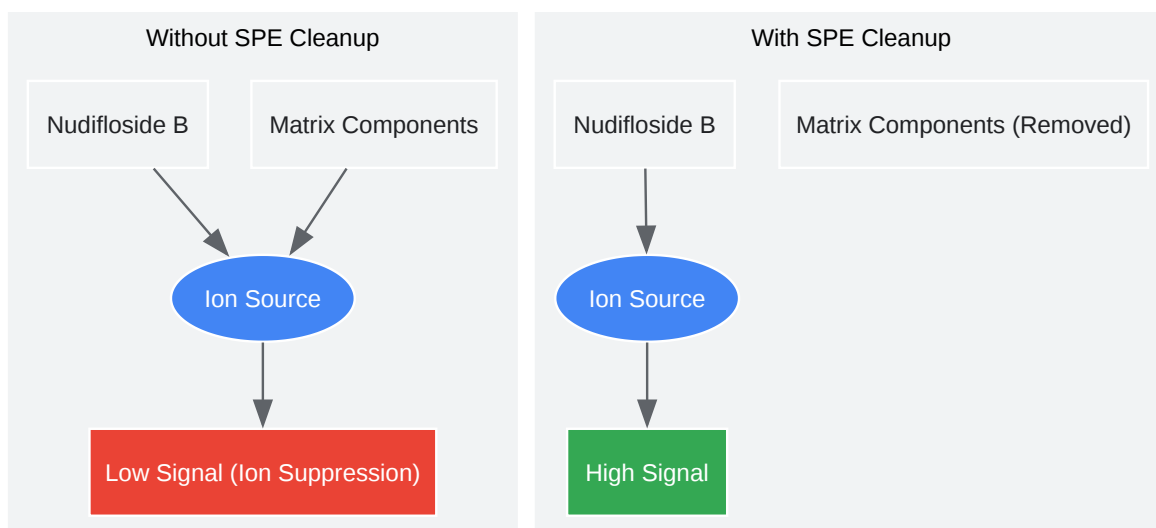 Without SPE Cleanup
Nudifloside B
Matrix Components
Ion Source
Low Signal (Ion Suppression)
With SPE Cleanup
Nudifloside B
Matrix Components (Removed)
Ion Source
High Signal